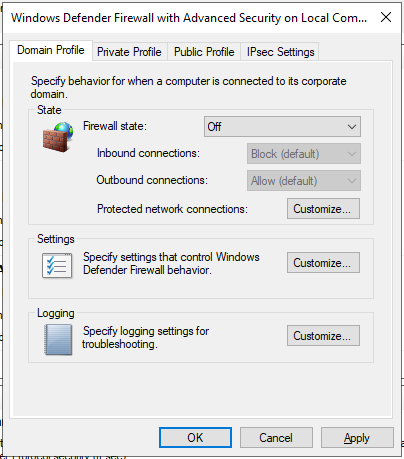 Windows Defender Firewall with Advanced Security on Local Com...
Domain Profile Private Profile Public Profile IPsec Settings
Specify behavior for when a computer is connected to its corporate
domain.
State
Firewall state: Off
Inbound connections: Block (default)
Outbound connections: Allow (default)
Protected network connections: Customize...
Settings
Specify settings that control Windows
Defender Firewall behavior.
Customize...
Logging
Specify logging settings for
troubleshooting.
Customize...
OK Cancel Apply